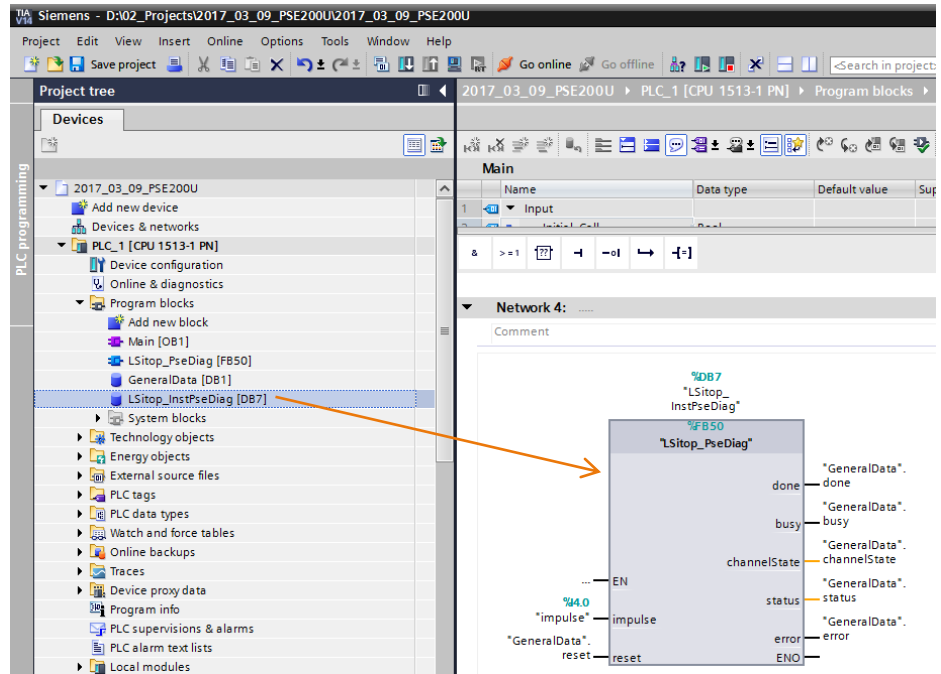 TIA V14 Siemens - D:\02_Projects\2017_03_09_PSE200U\2017_03_09_PSE200U
Project Edit View Insert Online Options Tools Window Help
Save project Go online Go offline <Search in project>
Project tree
2017_03_09_PSE200U PLC_1 [CPU 1513-1 PN] Program blocks
Devices
PLC programming
2017_03_09_PSE200U
Add new device
Devices & networks
PLC_1 [CPU 1513-1 PN]
Device configuration
Online & diagnostics
Program blocks
Add new block
Main [OB1]
LSitop_PseDiag [FB50]
GeneralData [DB1]
LSitop_InstPseDiag [DB7]
System blocks
Technology objects
Energy objects
External source files
PLC tags
PLC data types
Watch and force tables
Online backups
Traces
Device proxy data
Program info
PLC supervisions & alarms
PLC alarm text lists
Local modules
Main
Name Data type Default value Sup
1 Input
2 Initial_Call Bool
& >=1 ?? -| -o| -[=]
Network 4: .....
Comment
%DB7
"LSitop_
InstPseDiag"
%FB50
"LSitop_PseDiag"
done
"GeneralData".
done
busy
"GeneralData".
busy
channelState
"GeneralData".
channelState
... EN
status
"GeneralData".
status
%I4.0
"impulse" impulse
error
"GeneralData".
error
"GeneralData".
reset reset
ENO